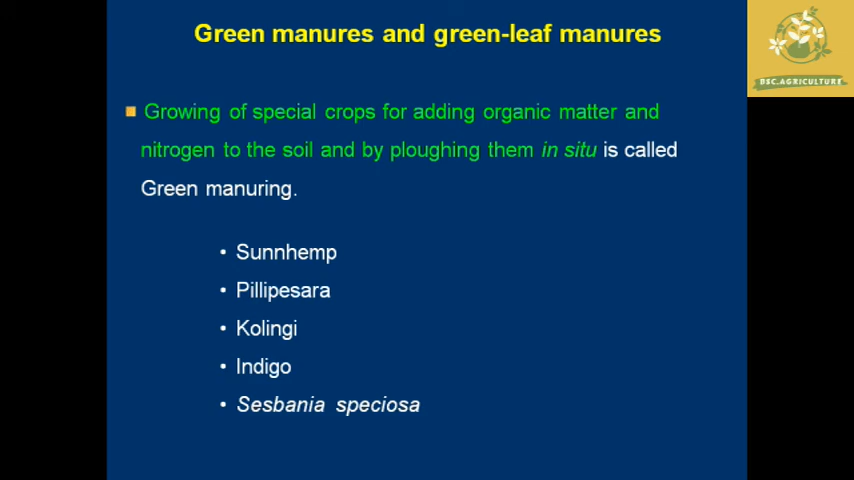 Green manures and green-leaf manures
DSC.AGRICULTURE
Growing of special crops for adding organic matter and
nitrogen to the soil and by ploughing them in situ is called
Green manuring.
• Sunnhemp
• Pillipesara
• Kolingi
• Indigo
• Sesbania speciosa